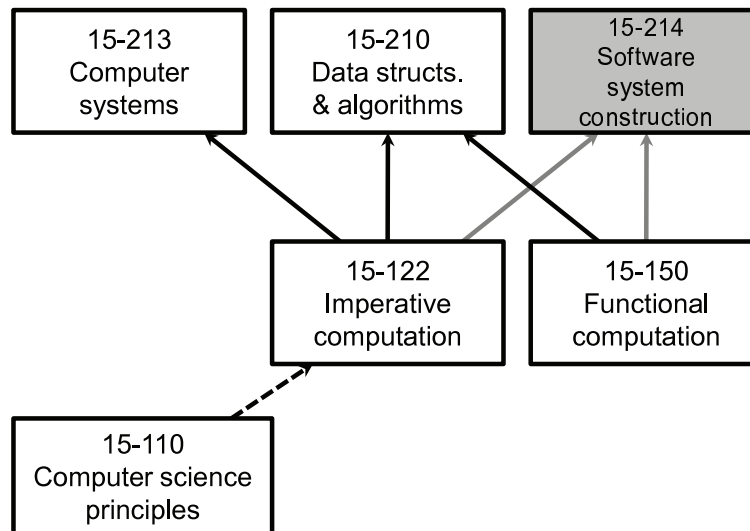 15-213
Computer
systems
15-210
Data structs.
& algorithms
15-214
Software
system
construction
15-122
Imperative
computation
15-150
Functional
computation
15-110
Computer science
principles